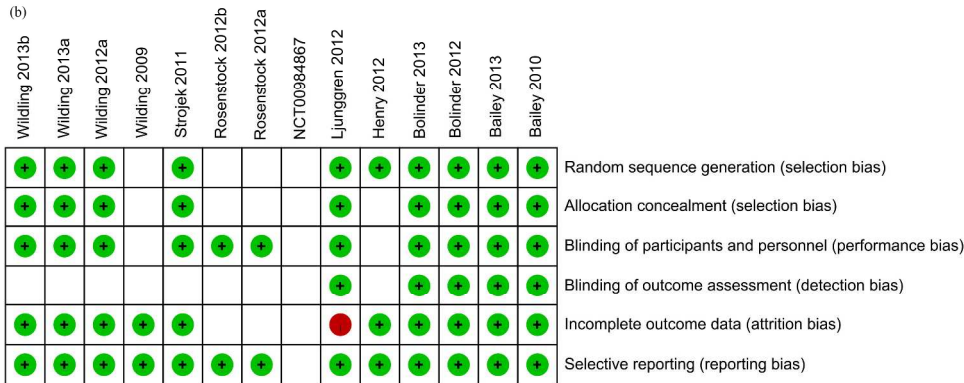 (b)
Wildling 2013b
Wilding 2013a
Wilding 2012a
Wilding 2009
Strojek 2011
Rosenstock 2012b
Rosenstock 2012a
NCT00984867
Ljunggren 2012
Henry 2012
Bolinder 2013
Bolinder 2012
Bailey 2013
Bailey 2010
+ + + + + + + + + + Random sequence generation (selection bias)
+ + + + + + + + + Allocation concealment (selection bias)
+ + + + + + + + + + + Blinding of participants and personnel (performance bias)
+ + + + + Blinding of outcome assessment (detection bias)
+ + + + + + + + + + Incomplete outcome data (attrition bias)
+ + + + + + + + + + + + + Selective reporting (reporting bias)